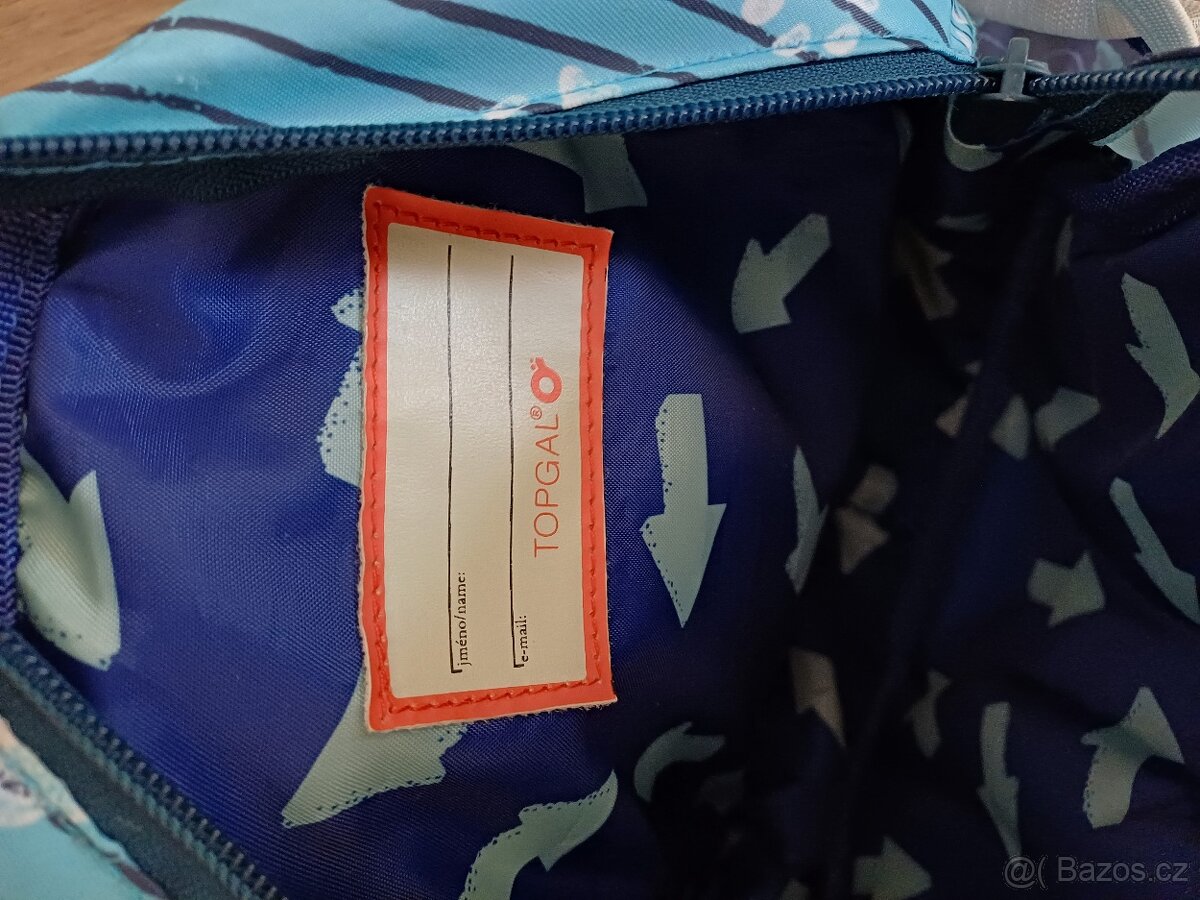 jméno/name:
e-mail:
TOPGAL®
@( Bazos.cz